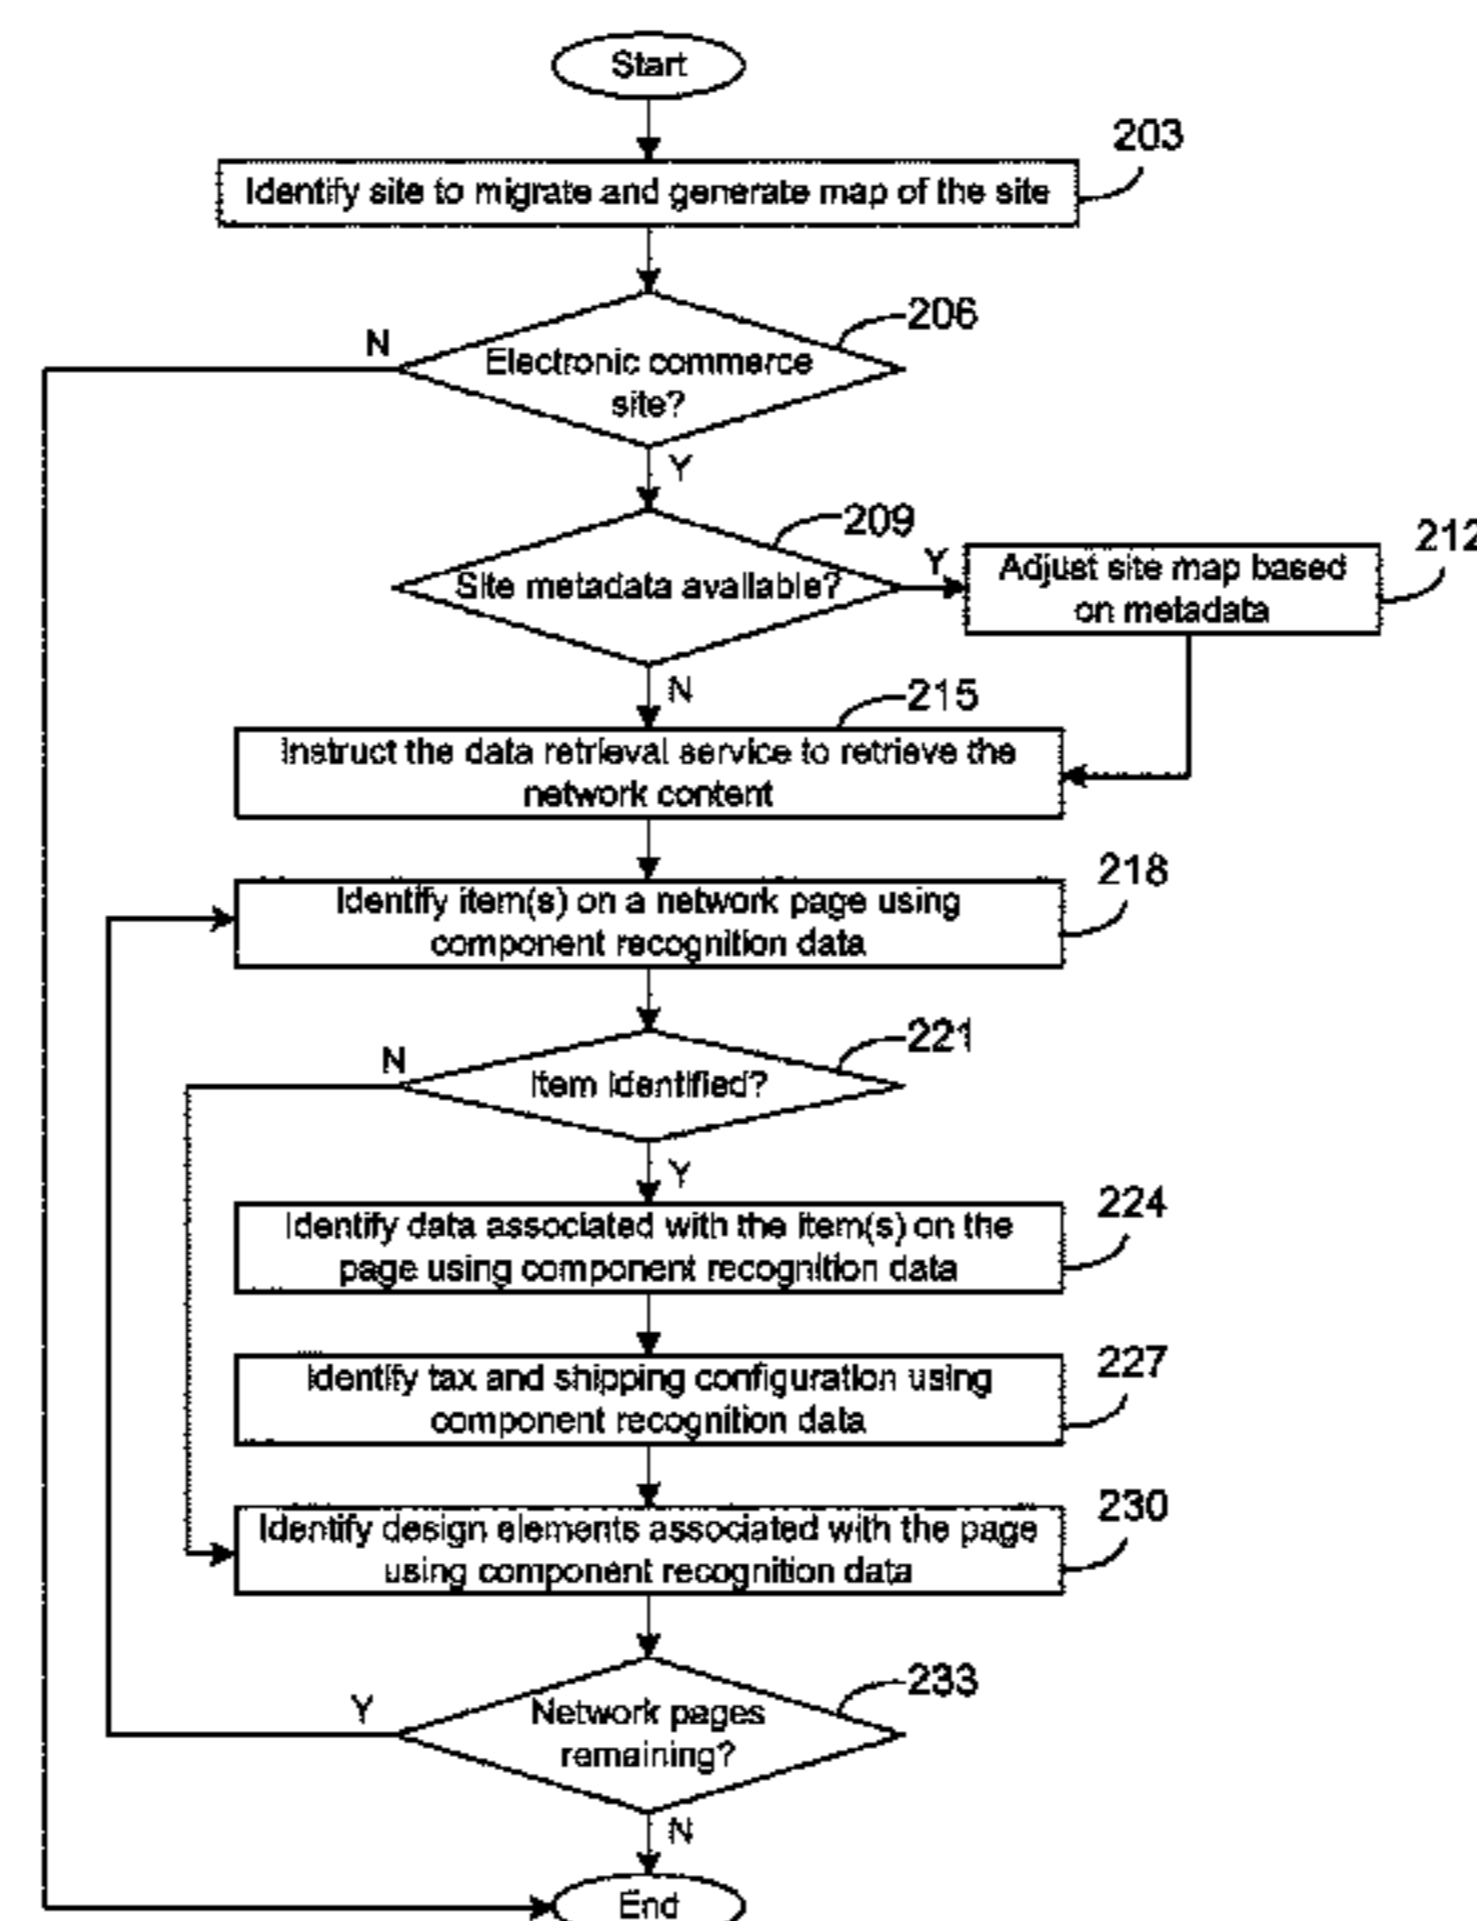 Start
203
Identify site to migrate and generate map of the site
206
N
Electronic commerce
site?
Y
209
Site metadata available?
Y
212
Adjust site map based
on metadata
N
215
Instruct the data retrieval service to retrieve the
network content
218
Identify item(s) on a network page using
component recognition data
221
N
Item identified?
Y
224
Identify data associated with the item(s) on the
page using component recognition data
227
Identify tax and shipping configuration using
component recognition data
230
Identify design elements associated with the page
using component recognition data
233
Y
Network pages
remaining?
N
End